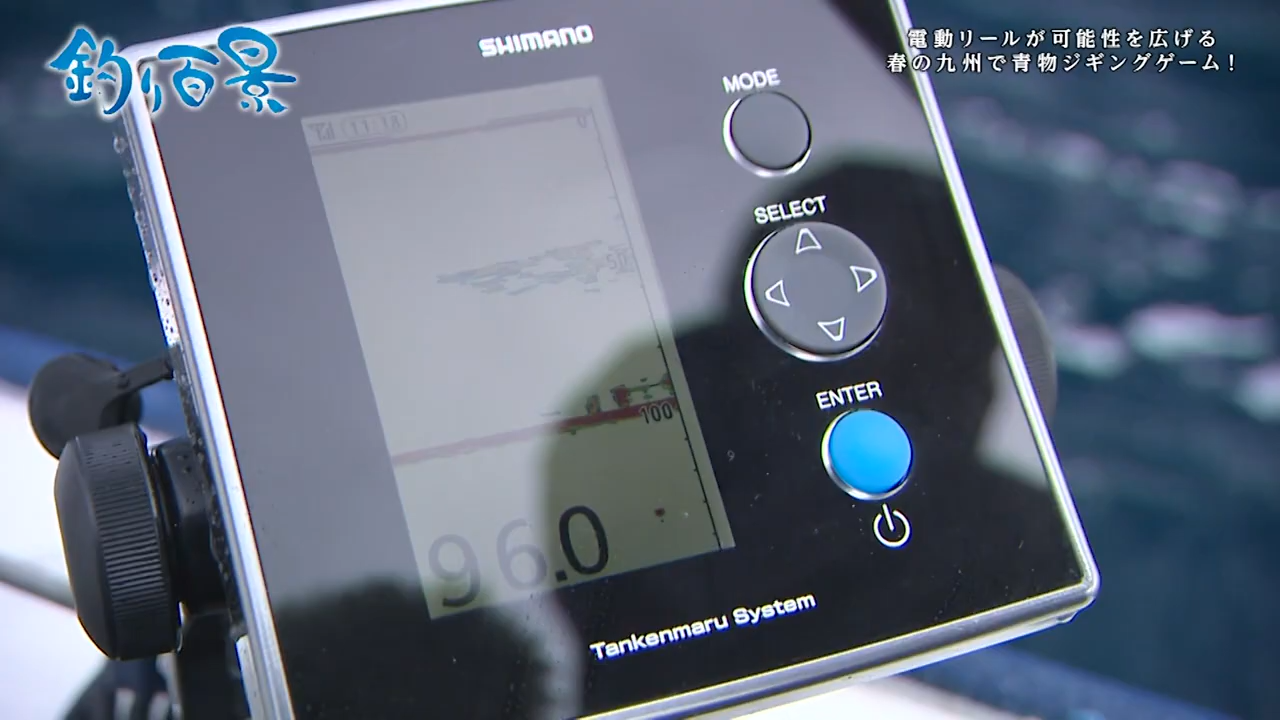 釣り百景
電動リールが可能性を広げる
春の九州で青物ジギングゲーム!
SHIMANO
MODE
SELECT
ENTER
0
50
100
96.0
Tankenmaru System